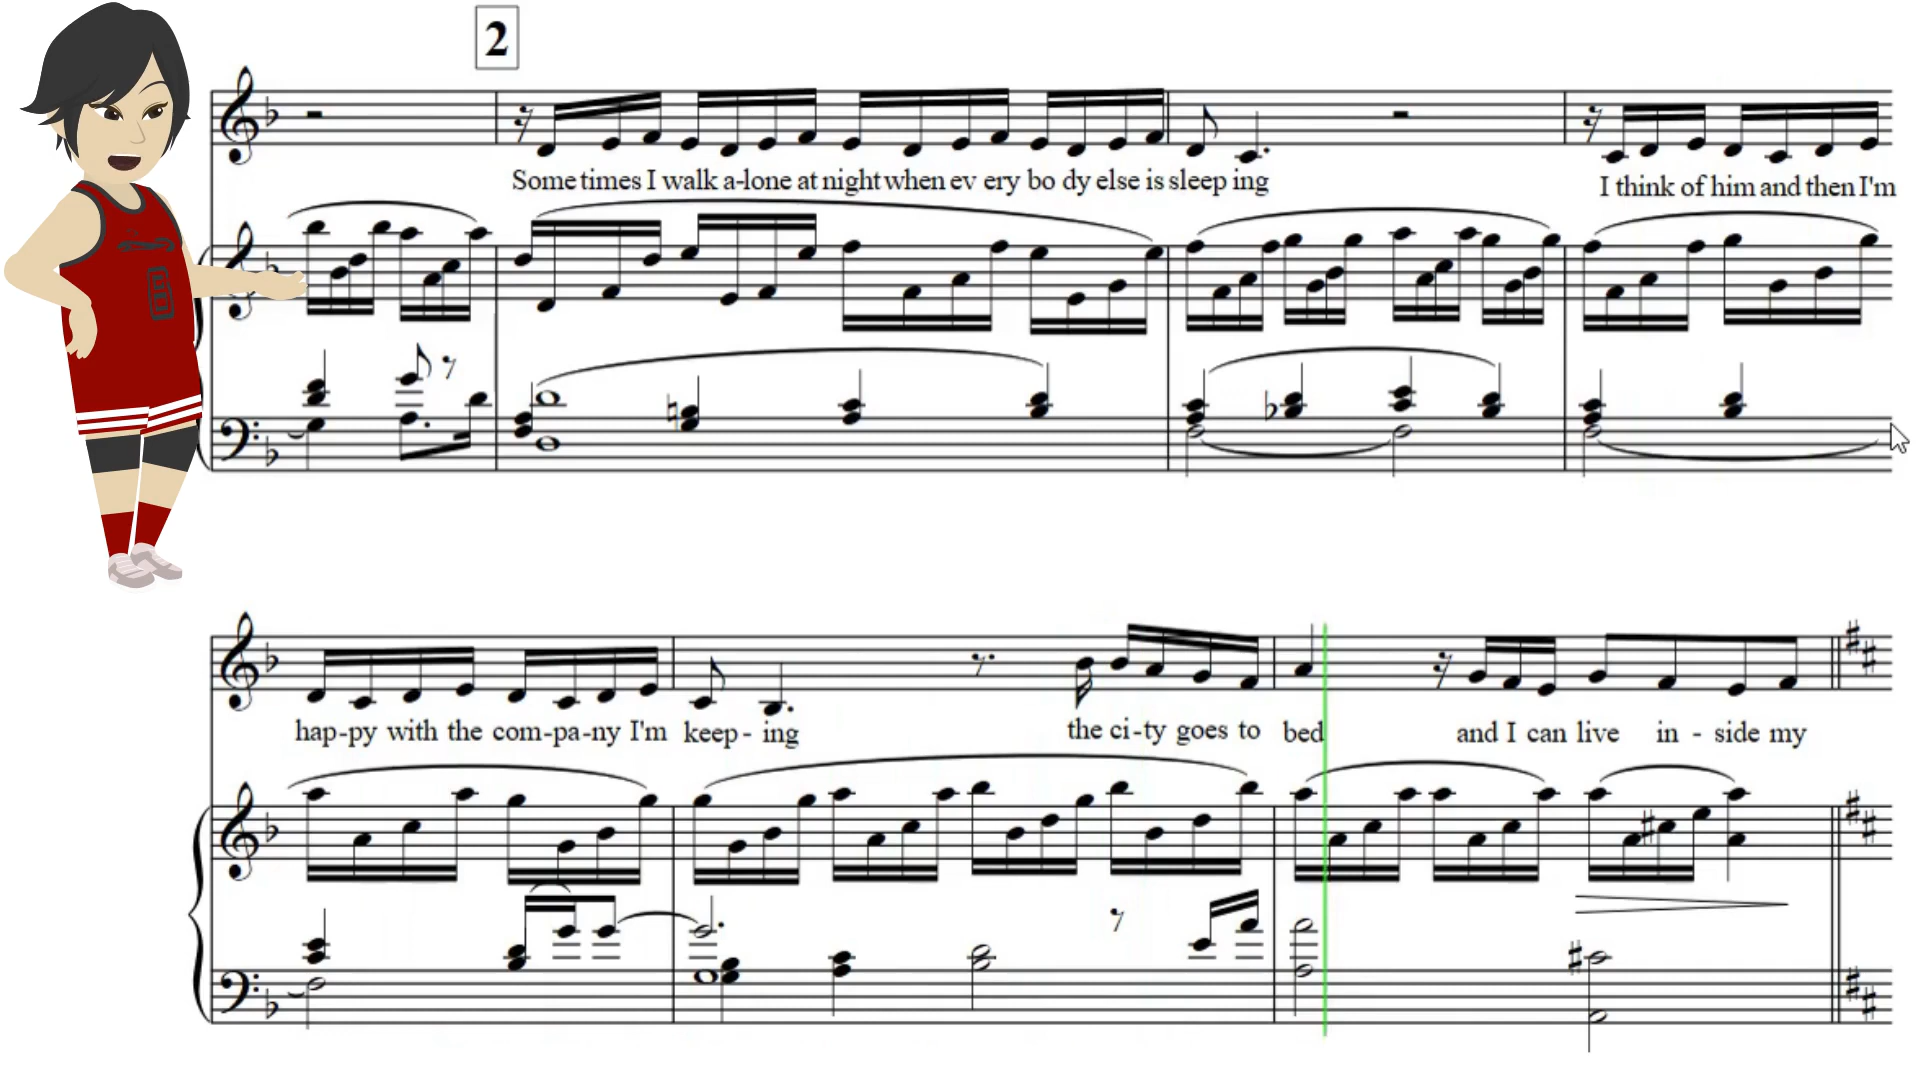 2
Some times I walk a-lone at night when ev ery bo dy else is sleep ing
I think of him and then I'm
hap-py with the com-pa-ny I'm keep- ing
the ci-ty goes to bed
and I can live in - side my